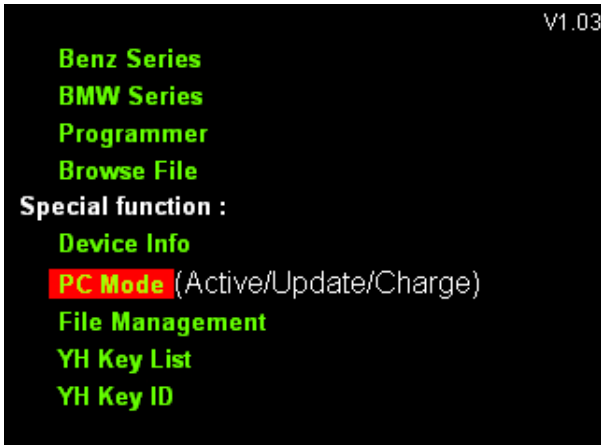 V1.03
Benz Series
BMW Series
Programmer
Browse File
Special function :
Device Info
PC Mode (Active/Update/Charge)
File Management
YH Key List
YH Key ID